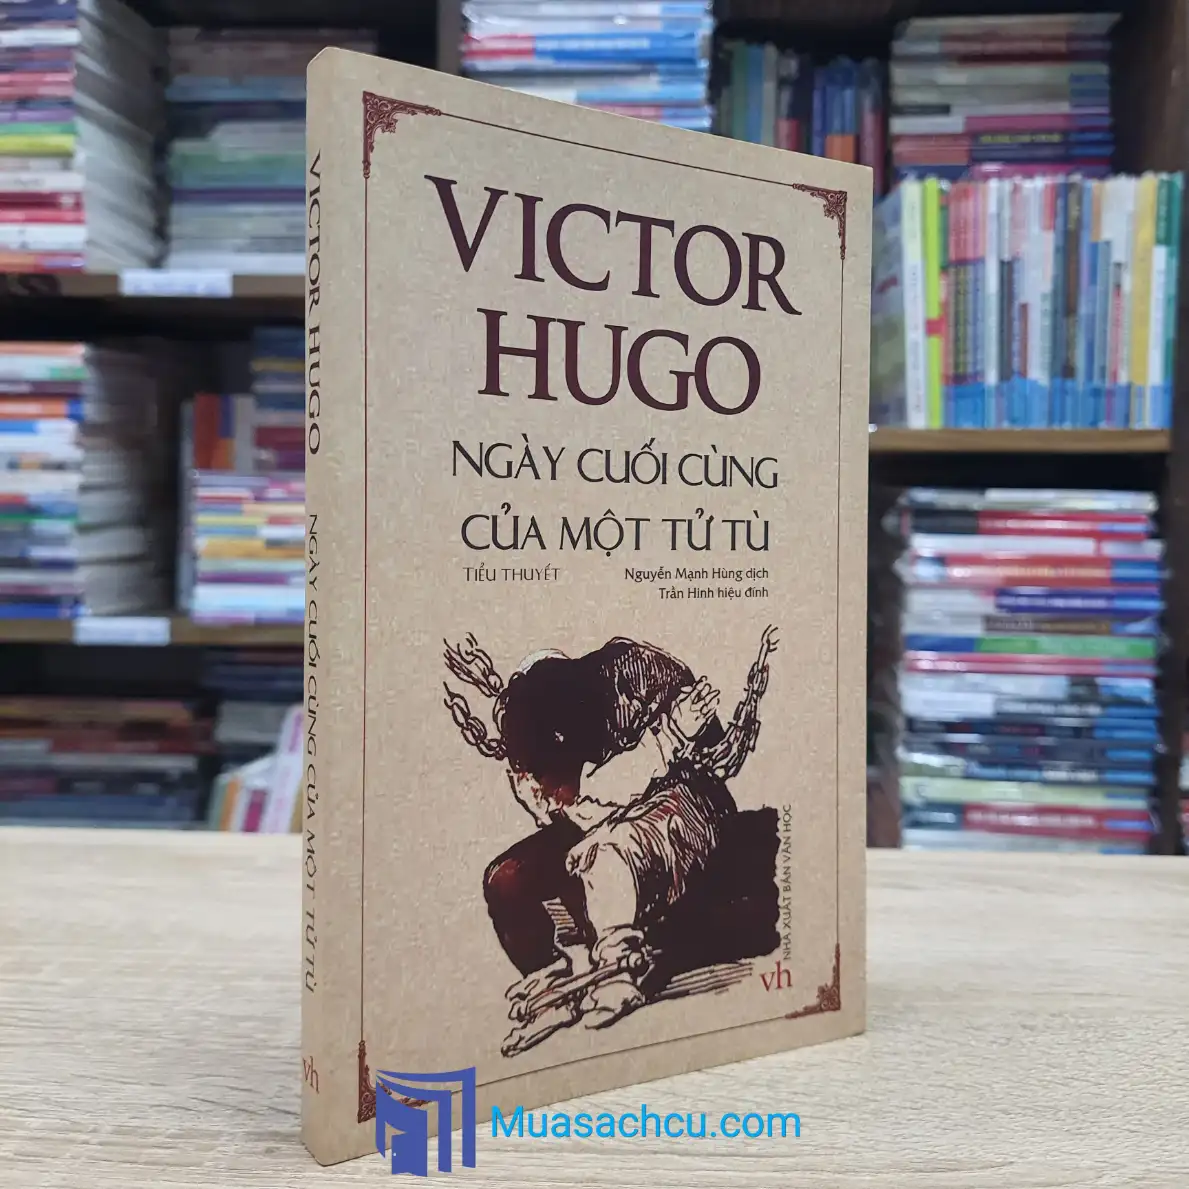 VICTOR HUGO NGÀY CUỐI CÙNG CỦA MỘT TỬ TÙ
vh
VICTOR
HUGO
NGÀY CUỐI CÙNG
CỦA MỘT TỬ TÙ
TIỂU THUYẾT
Nguyễn Mạnh Hùng dịch
Trần Hinh hiệu đính
NHÀ XUẤT BẢN VĂN HỌC
vh
Muasachcu.com